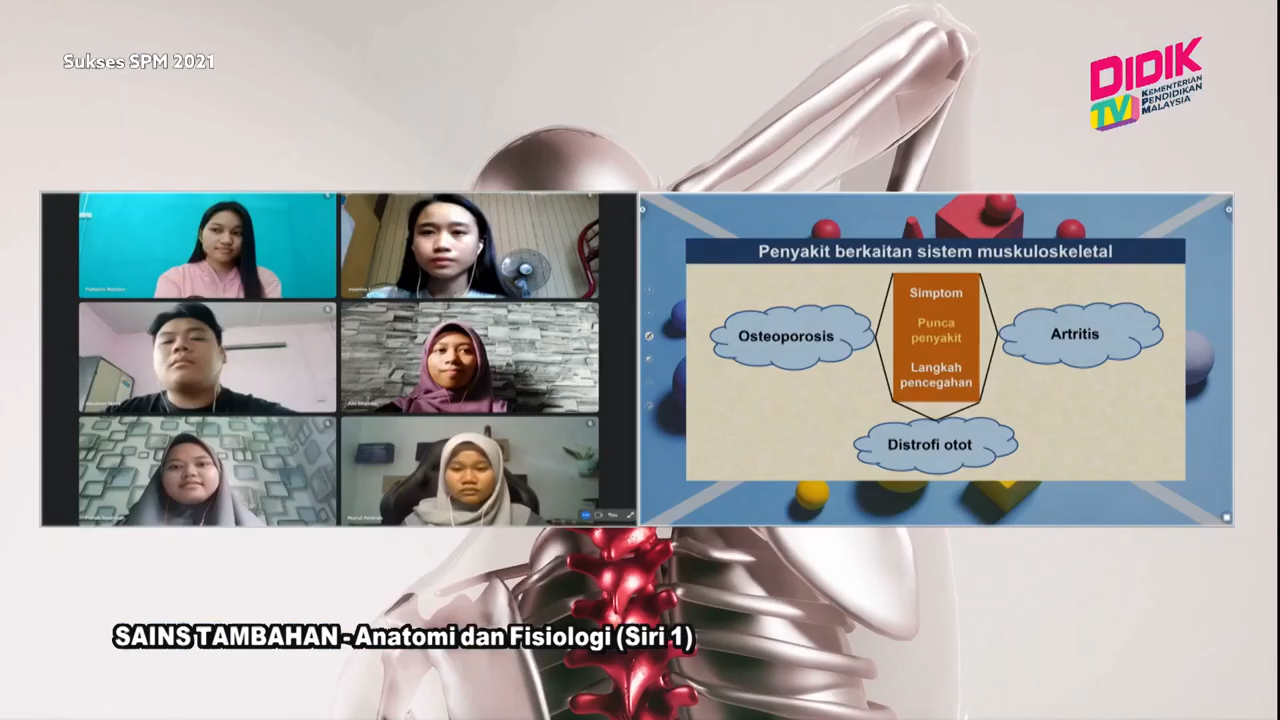 Sukses SPM 2021
DIDIK
TV
KEMENTERIAN
PENDIDIKAN
MALAYSIA
Penyakit berkaitan sistem muskuloskeletal
Simptom
Punca
penyakit
Langkah
pencegahan
Osteoporosis
Artritis
Distrofi otot
SAINS TAMBAHAN - Anatomi dan Fisiologi (Siri 1)